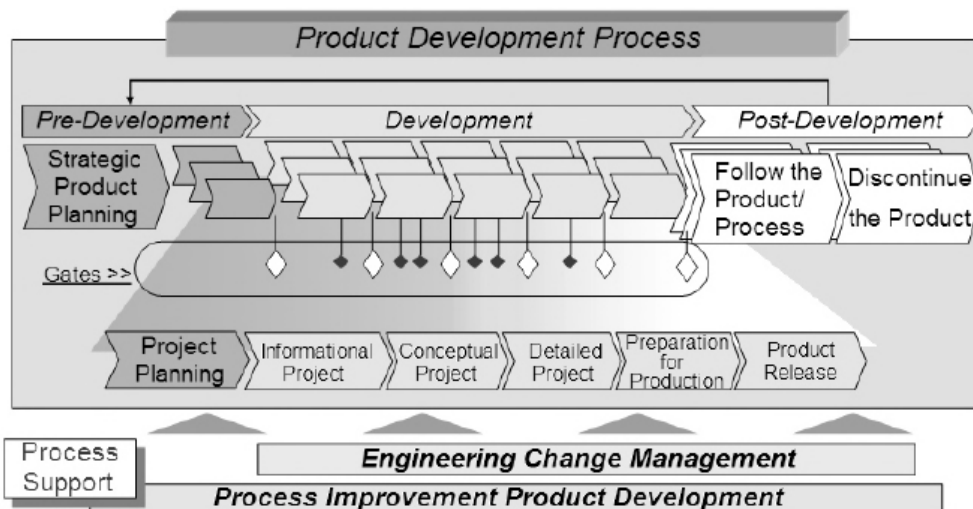 Product Development Process
Pre-Development
Development
Post-Development
Strategic
Product
Planning
Follow the
Product/
Process
Discontinue
the Product
Gates >>
Project
Planning
Informational
Project
Conceptual
Project
Detailed
Project
Preparation
for
Production
Product
Release
Process
Support
Engineering Change Management
Process Improvement Product Development